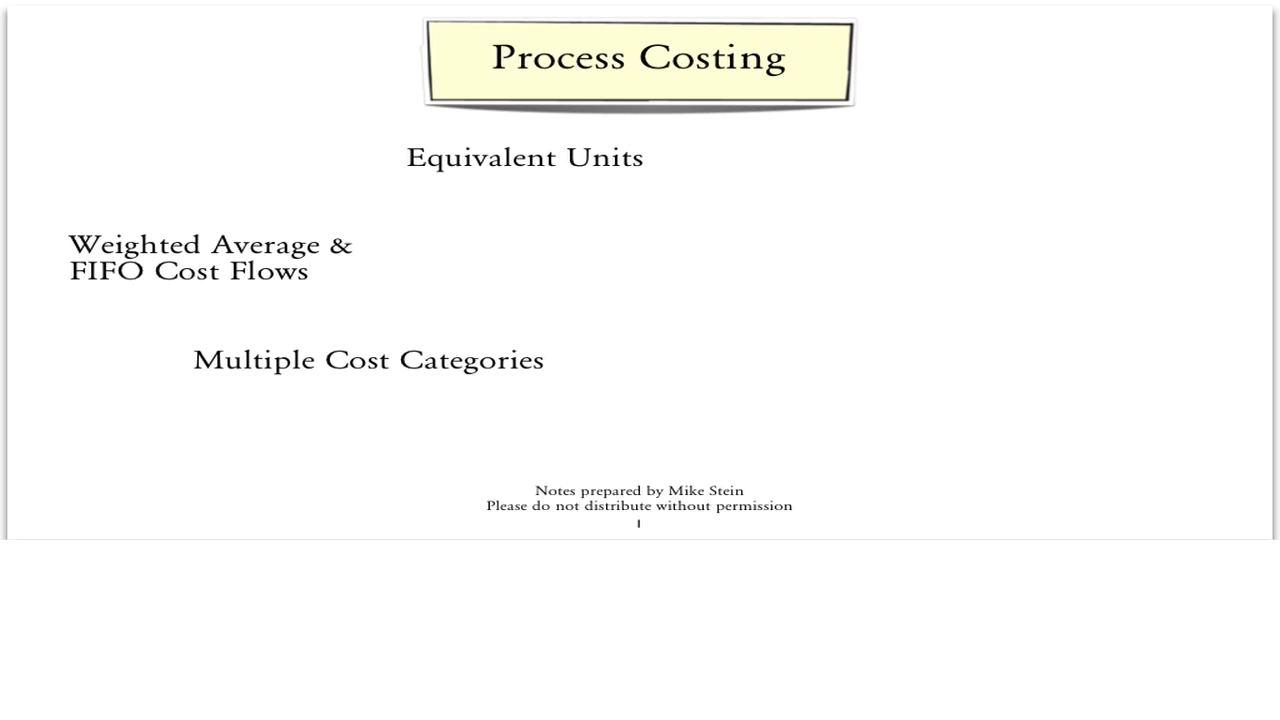 Process Costing
Equivalent Units
Weighted Average &
FIFO Cost Flows
Multiple Cost Categories
Notes prepared by Mike Stein
Please do not distribute without permission
1